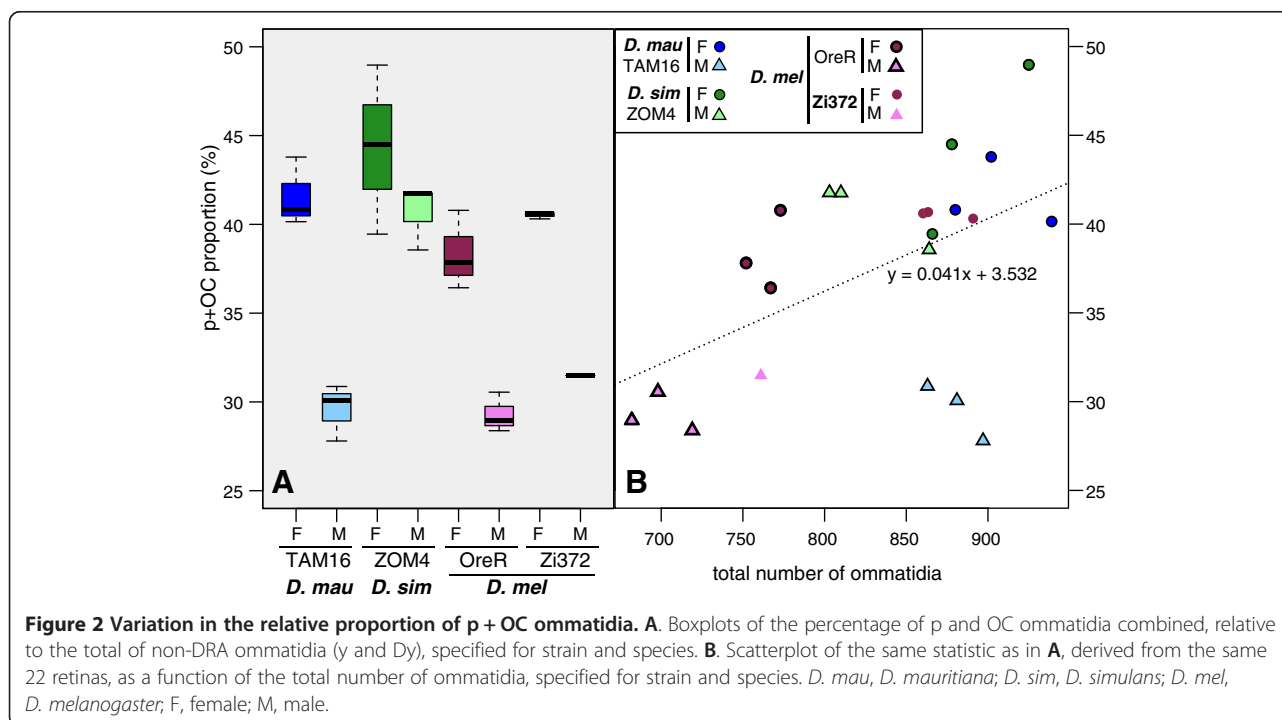 50
45
40
35
30
25
p+OC proportion (%)
A
F M F M F M F M
TAM16 ZOM4 OreR Zi372
D. mau D. sim D. mel
D. mau F
TAM16 M
D. sim F
ZOM4 M
D. mel
OreR F
M
Zi372 F
M
y = 0.041x + 3.532
B
50
45
40
35
30
25
700 750 800 850 900
total number of ommatidia
Figure 2 Variation in the relative proportion of p + OC ommatidia. A. Boxplots of the percentage of p and OC ommatidia combined, relative
to the total of non-DRA ommatidia (y and Dy), specified for strain and species. B. Scatterplot of the same statistic as in A, derived from the same
22 retinas, as a function of the total number of ommatidia, specified for strain and species. D. mau, D. mauritiana; D. sim, D. simulans; D. mel,
D. melanogaster; F, female; M, male.